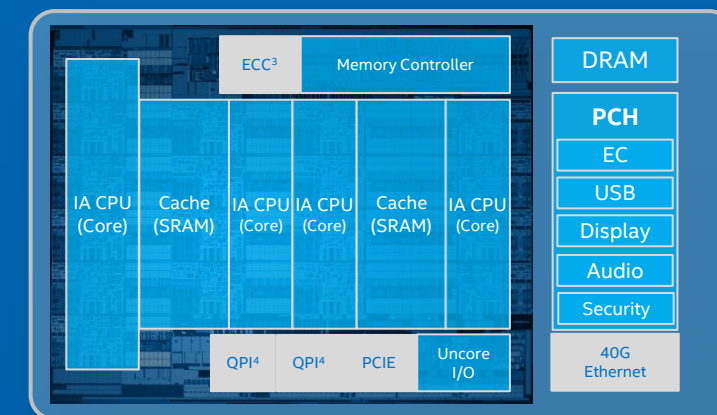 ECC³
Memory Controller
IA CPU
(Core)
Cache
(SRAM)
IA CPU
(Core)
IA CPU
(Core)
Cache
(SRAM)
IA CPU
(Core)
QPI⁴
QPI⁴
PCIE
Uncore
I/O
DRAM
PCH
EC
USB
Display
Audio
Security
40G
Ethernet